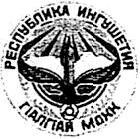 РЕСПУБЛИКА ИНГУШЕТИЯ
ГIАЛГIАЙ МОХК